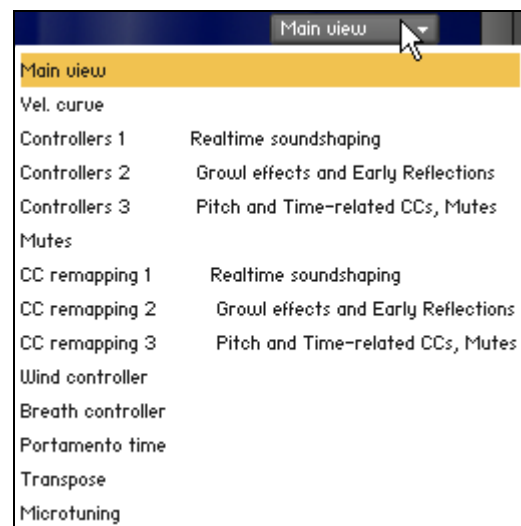 Main view
Main view
Vel. curve
Controllers 1 Realtime soundshaping
Controllers 2 Growl effects and Early Reflections
Controllers 3 Pitch and Time-related CCs, Mutes
Mutes
CC remapping 1 Realtime soundshaping
CC remapping 2 Growl effects and Early Reflections
CC remapping 3 Pitch and Time-related CCs, Mutes
Wind controller
Breath controller
Portamento time
Transpose
Microtuning